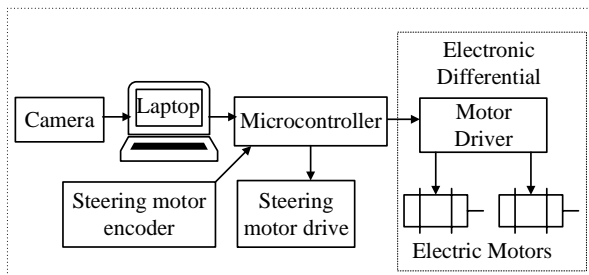 Electronic
Differential
Camera
Laptop
Microcontroller
Motor
Driver
Steering motor
encoder
Steering
motor drive
Electric Motors